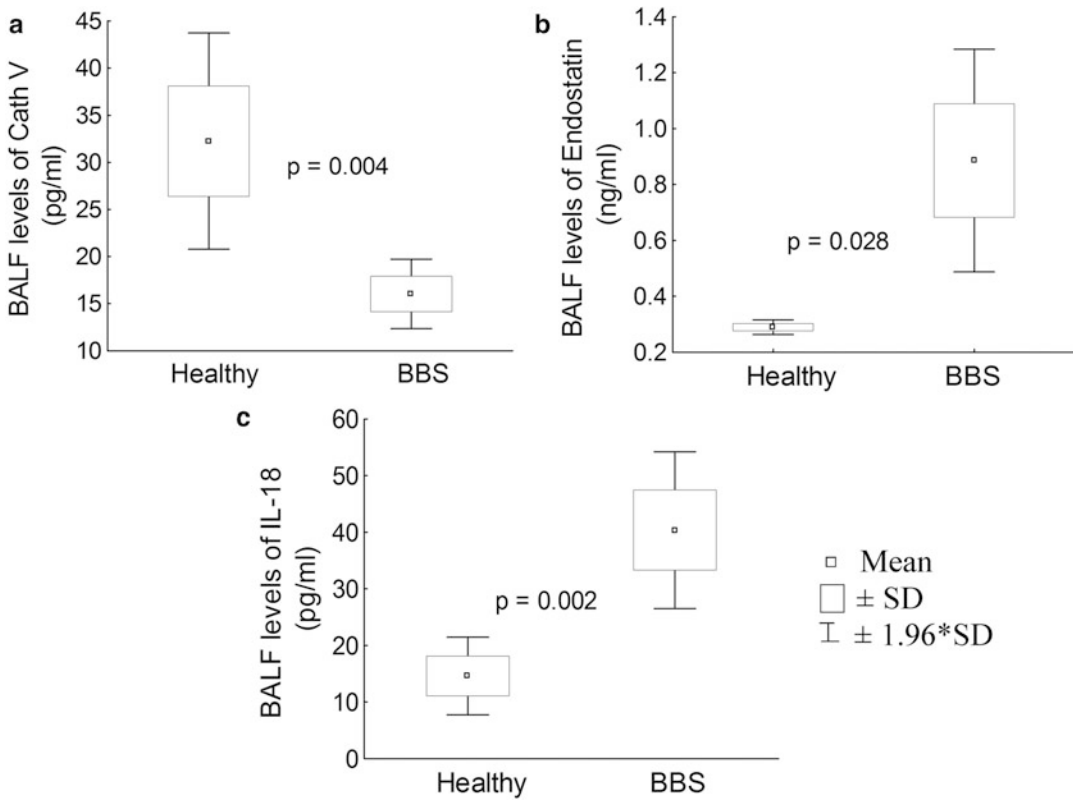 a
BALF levels of Cath V
(pg/ml)
45
40
35
30
25
20
15
10
p = 0.004
Healthy BBS
b
BALF levels of Endostatin
(ng/ml)
1.4
1.2
1.0
0.8
0.6
0.4
0.2
p = 0.028
Healthy BBS
c
BALF levels of IL-18
(pg/ml)
60
50
40
30
20
10
0
p = 0.002
Healthy BBS
Mean
± SD
± 1.96*SD